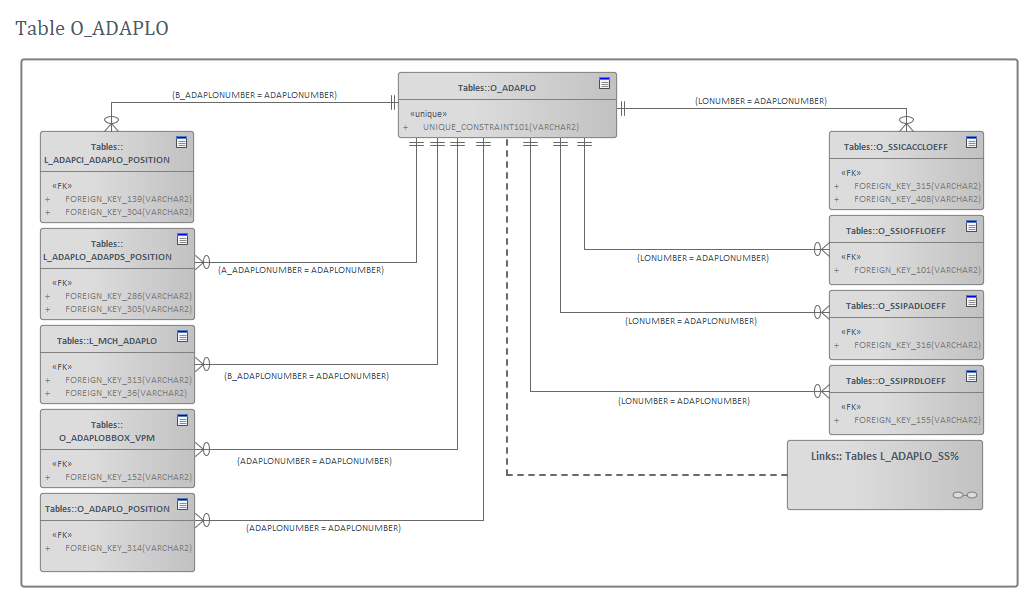 Table O_ADAPLO
(B_ADAPLONUMBER = ADAPLONUMBER)
Tables::O_ADAPLO
«unique»
+ UNIQUE_CONSTRAINT101(VARCHAR2)
(LONUMBER = ADAPLONUMBER)
Tables::
L_ADAPCI_ADAPLO_POSITION
«FK»
+ FOREIGN_KEY_139(VARCHAR2)
+ FOREIGN_KEY_304(VARCHAR2)
Tables::
L_ADAPLO_ADAPDS_POSITION
«FK»
+ FOREIGN_KEY_286(VARCHAR2)
+ FOREIGN_KEY_305(VARCHAR2)
(A_ADAPLONUMBER = ADAPLONUMBER)
Tables::L_MCH_ADAPLO
«FK»
+ FOREIGN_KEY_313(VARCHAR2)
+ FOREIGN_KEY_36(VARCHAR2)
(B_ADAPLONUMBER = ADAPLONUMBER)
Tables::
O_ADAPLOBBOX_VPM
«FK»
+ FOREIGN_KEY_152(VARCHAR2)
(ADAPLONUMBER = ADAPLONUMBER)
Tables::O_ADAPLO_POSITION
«FK»
+ FOREIGN_KEY_314(VARCHAR2)
(ADAPLONUMBER = ADAPLONUMBER)
Tables::O_SSICACCLOEFF
«FK»
+ FOREIGN_KEY_315(VARCHAR2)
+ FOREIGN_KEY_408(VARCHAR2)
Tables::O_SSIOFFLOEFF
«FK»
+ FOREIGN_KEY_101(VARCHAR2)
(LONUMBER = ADAPLONUMBER)
Tables::O_SSIPADLOEFF
«FK»
+ FOREIGN_KEY_316(VARCHAR2)
(LONUMBER = ADAPLONUMBER)
Tables::O_SSIPRDLOEFF
«FK»
+ FOREIGN_KEY_155(VARCHAR2)
(LONUMBER = ADAPLONUMBER)
Links:: Tables L_ADAPLO_SS%